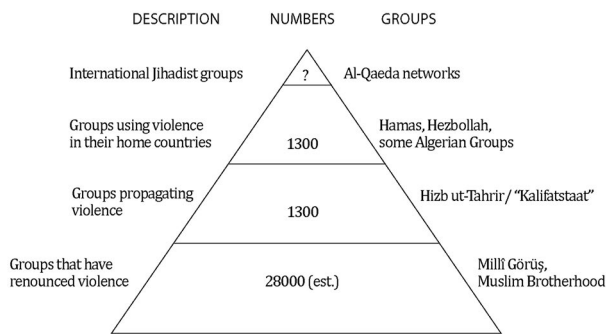 DESCRIPTION NUMBERS GROUPS
International Jihadist groups ? Al-Qaeda networks
Groups using violence
in their home countries
1300
Hamas, Hezbollah,
some Algerian Groups
Groups propagating
violence
1300
Hizb ut-Tahrir/ “Kalifatstaat”
Groups that have
renounced violence
28000 (est.)
Millî Görüş,
Muslim Brotherhood